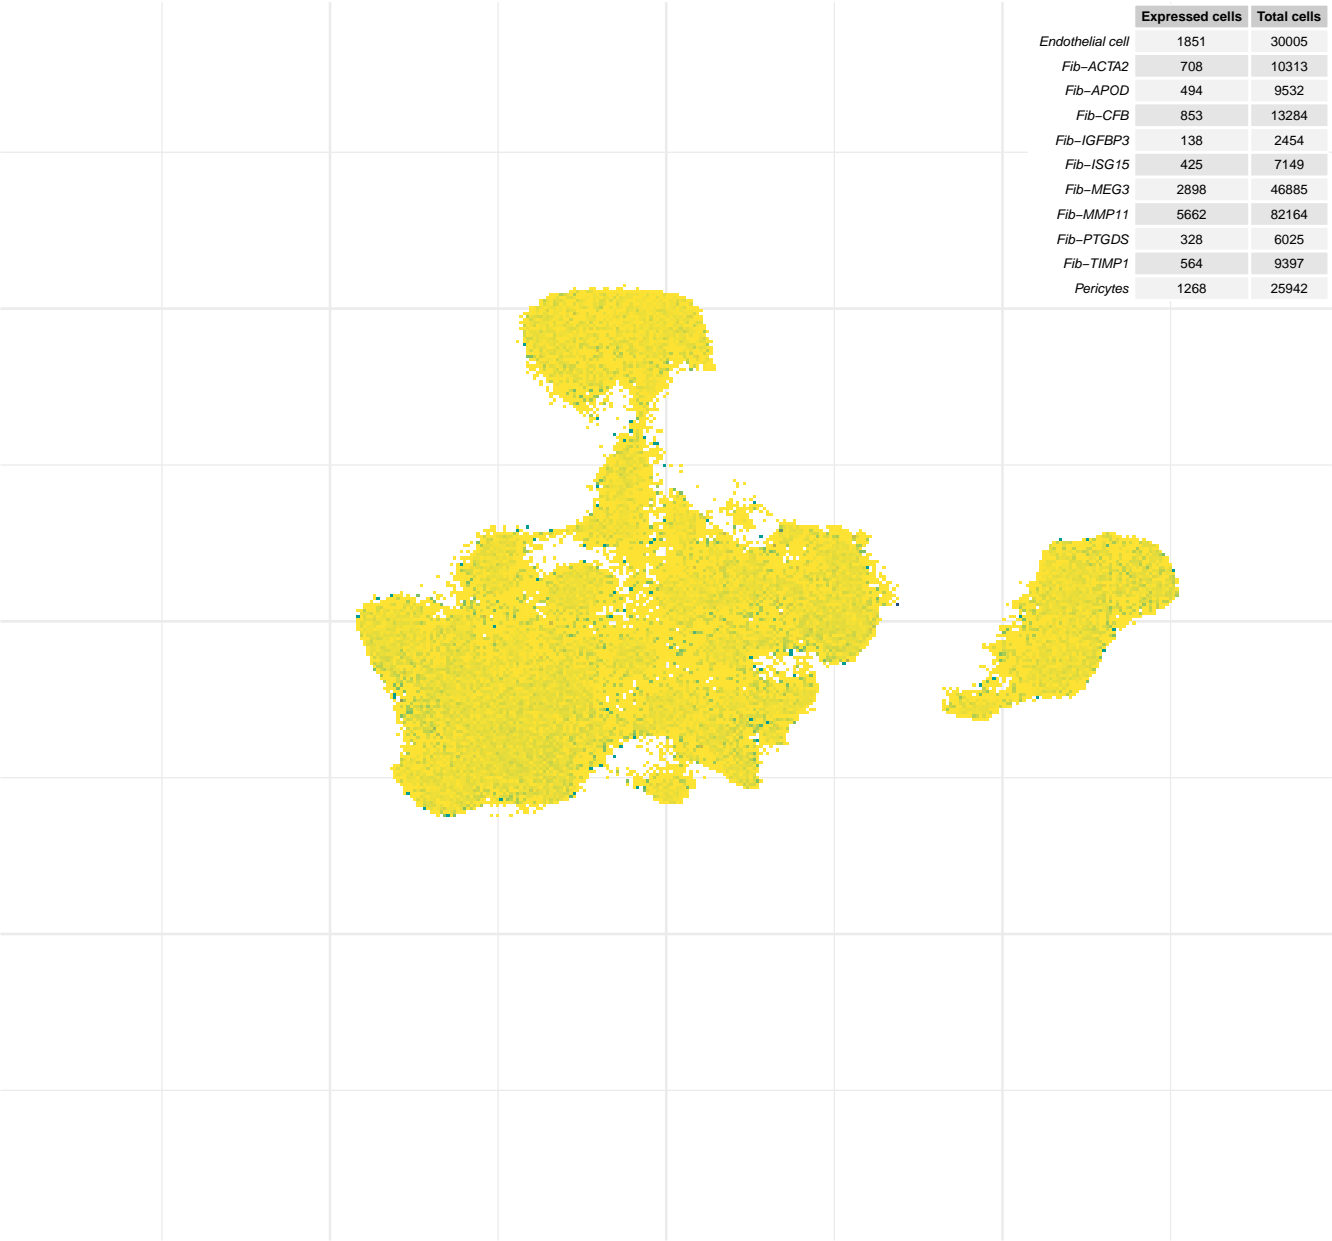 Expressed cells Total cells
Endothelial cell 1851 30005
Fib−ACTA2 708 10313
Fib−APOD 494 9532
Fib−CFB 853 13284
Fib−IGFBP3 138 2454
Fib−ISG15 425 7149
Fib−MEG3 2898 46885
Fib−MMP11 5662 82164
Fib−PTGDS 328 6025
Fib−TIMP1 564 9397
Pericytes 1268 25942